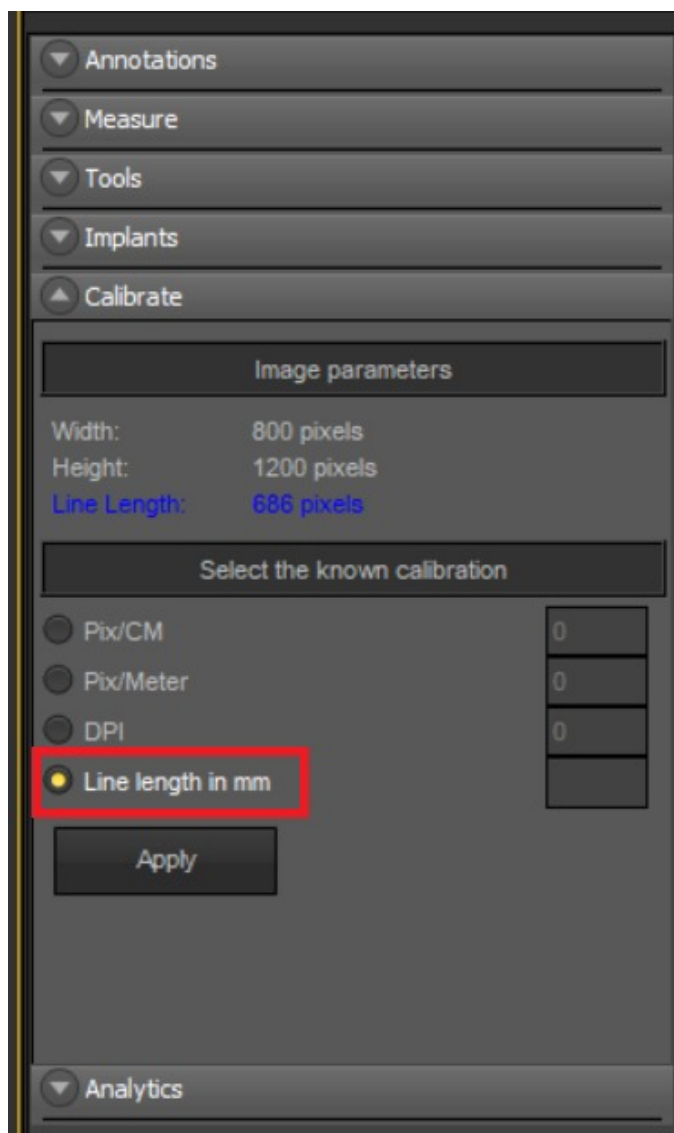 Annotations
Measure
Tools
Implants
Calibrate
Image parameters
Width: 800 pixels
Height: 1200 pixels
Line Length: 686 pixels
Select the known calibration
Pix/CM 0
Pix/Meter 0
DPI 0
Line length in mm
Apply
Analytics